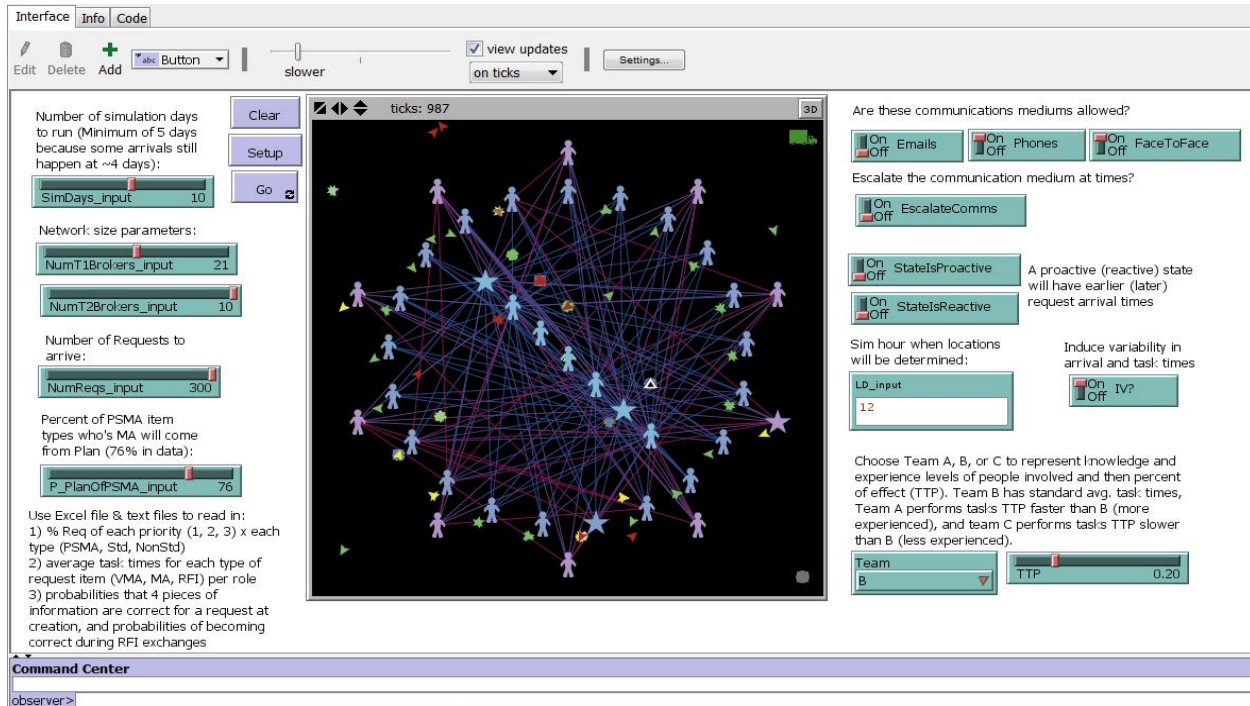 Interface Info Code
Edit Delete Add abc Button slower view updates on ticks Settings...
Number of simulation days
to run (Minimum of 5 days
because some arrivals still
happen at ~4 days):
SimDays_input 10
Clear
Setup
Go
Network size parameters:
NumT1Brokers_input 21
NumT2Brokers_input 10
Number of Requests to
arrive:
NumReqs_input 300
Percent of PSMA item
types who's MA will come
from Plan (76% in data):
P_PlanOfPSMA_input 76
Use Excel file & text files to read in:
1) % Req of each priority (1, 2, 3) x each
type (PSMA, Std, NonStd)
2) average task times for each type of
request item (VMA, MA, RFI) per role
3) probabilities that 4 pieces of
information are correct for a request at
creation, and probabilities of becoming
correct during RFI exchanges
ticks: 987 3D
Are these communications mediums allowed?
On Off Emails On Off Phones On Off FaceToFace
Escalate the communication medium at times?
On Off EscalateComms
On Off StateIsProactive
On Off StateIsReactive
A proactive (reactive) state
will have earlier (later)
request arrival times
Sim hour when locations
will be determined:
LD_input
12
Induce variability in
arrival and task times
On Off IV?
Choose Team A, B, or C to represent knowledge and
experience levels of people involved and then percent
of effect (TTP). Team B has standard avg. task times,
Team A performs tasks TTP faster than B (more
experienced), and team C performs tasks TTP slower
than B (less experienced).
Team
B
TTP 0.20
Command Center
observer>